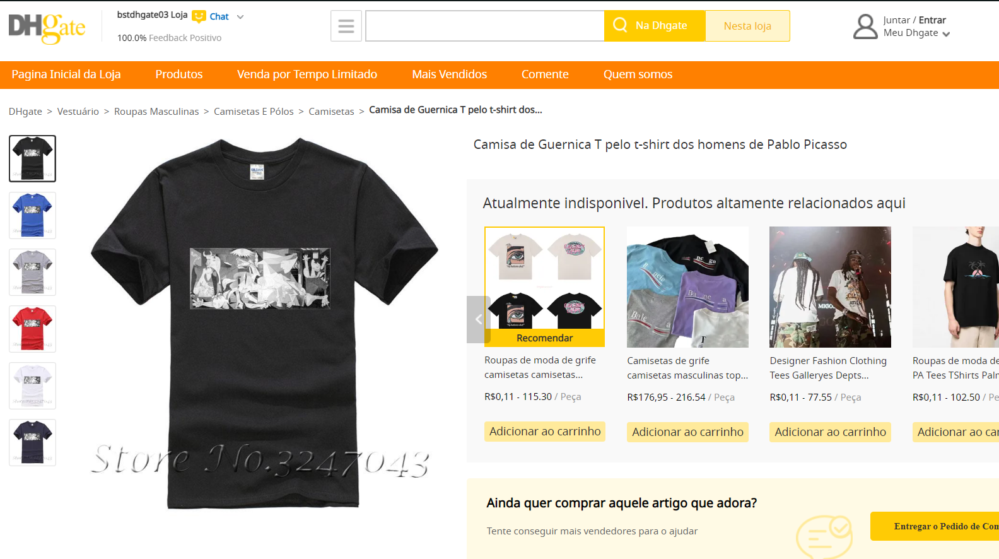 DHgate
bstdhgate03 Loja
Chat
100.0% Feedback Positivo
Na Dhgate
Nesta loja
Juntar / Entrar
Meu Dhgate
Pagina Inicial da Loja
Produtos
Venda por Tempo Limitado
Mais Vendidos
Comente
Quem somos
DHgate > Vestuário > Roupas Masculinas > Camisetas E Pólos > Camisetas > Camisa de Guernica T pelo t-shirt dos...
GILDAN
Store No.3247043
Camisa de Guernica T pelo t-shirt dos homens de Pablo Picasso
Atualmente indisponivel. Produtos altamente relacionados aqui
Recomendar
Roupas de moda de grife
camisetas camisetas...
R$0,11 - 115.30 / Peça
Adicionar ao carrinho
Camisetas de grife
camisetas masculinas top...
R$176,95 - 216.54 / Peça
Adicionar ao carrinho
MIGO
Designer Fashion Clothing
Tees Galleryes Depts...
R$0,11 - 77.55 / Peça
Adicionar ao carrinho
Roupas de moda de
PA Tees TShirts Paln
R$0,11 - 102.50 / Pe
Adicionar ao car
Ainda quer comprar aquele artigo que adora?
Tente conseguir mais vendedores para o ajudar
Entregar o Pedido de Com